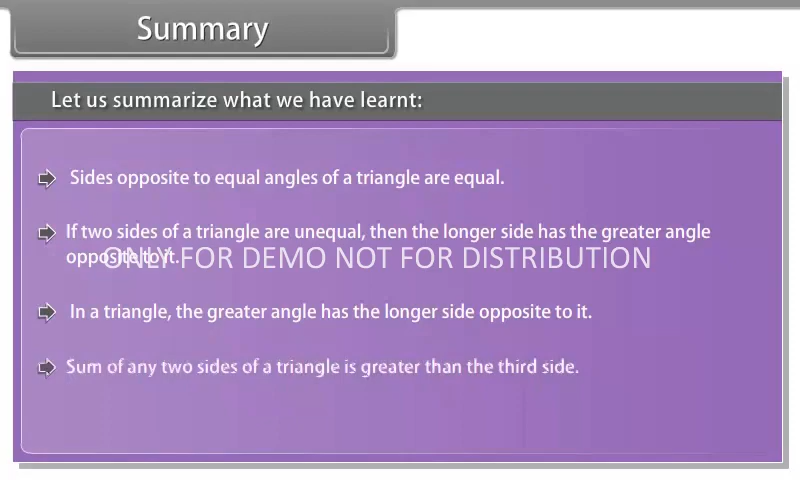 Summary
Let us summarize what we have learnt:
Sides opposite to equal angles of a triangle are equal.
If two sides of a triangle are unequal, then the longer side has the greater angle
opposite to it.
ONLY FOR DEMO NOT FOR DISTRIBUTION
In a triangle, the greater angle has the longer side opposite to it.
Sum of any two sides of a triangle is greater than the third side.